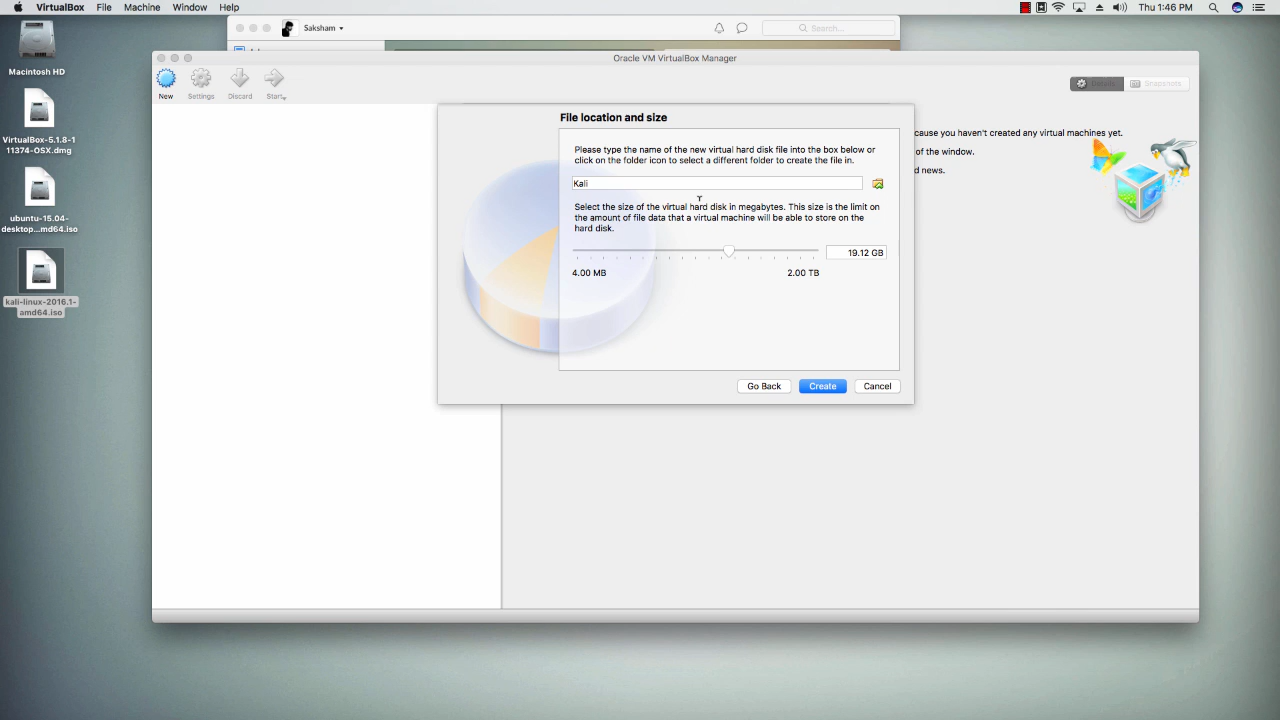 VirtualBox File Machine Window Help
Thu 1:46 PM
Macintosh HD
VirtualBox-5.1.8-1
11374-OSX.dmg
ubuntu-15.04-
desktop...md64.iso
kali-linux-2016.1-
amd64.iso
Saksham
Search...
Oracle VM VirtualBox Manager
New Settings Discard Start
Details Snapshots
cause you haven't created any virtual machines yet.
of the window.
d news.
File location and size
Please type the name of the new virtual hard disk file into the box below or
click on the folder icon to select a different folder to create the file in.
Kali
Select the size of the virtual hard disk in megabytes. This size is the limit on
the amount of file data that a virtual machine will be able to store on the
hard disk.
19.12 GB
4.00 MB 2.00 TB
Go Back Create Cancel